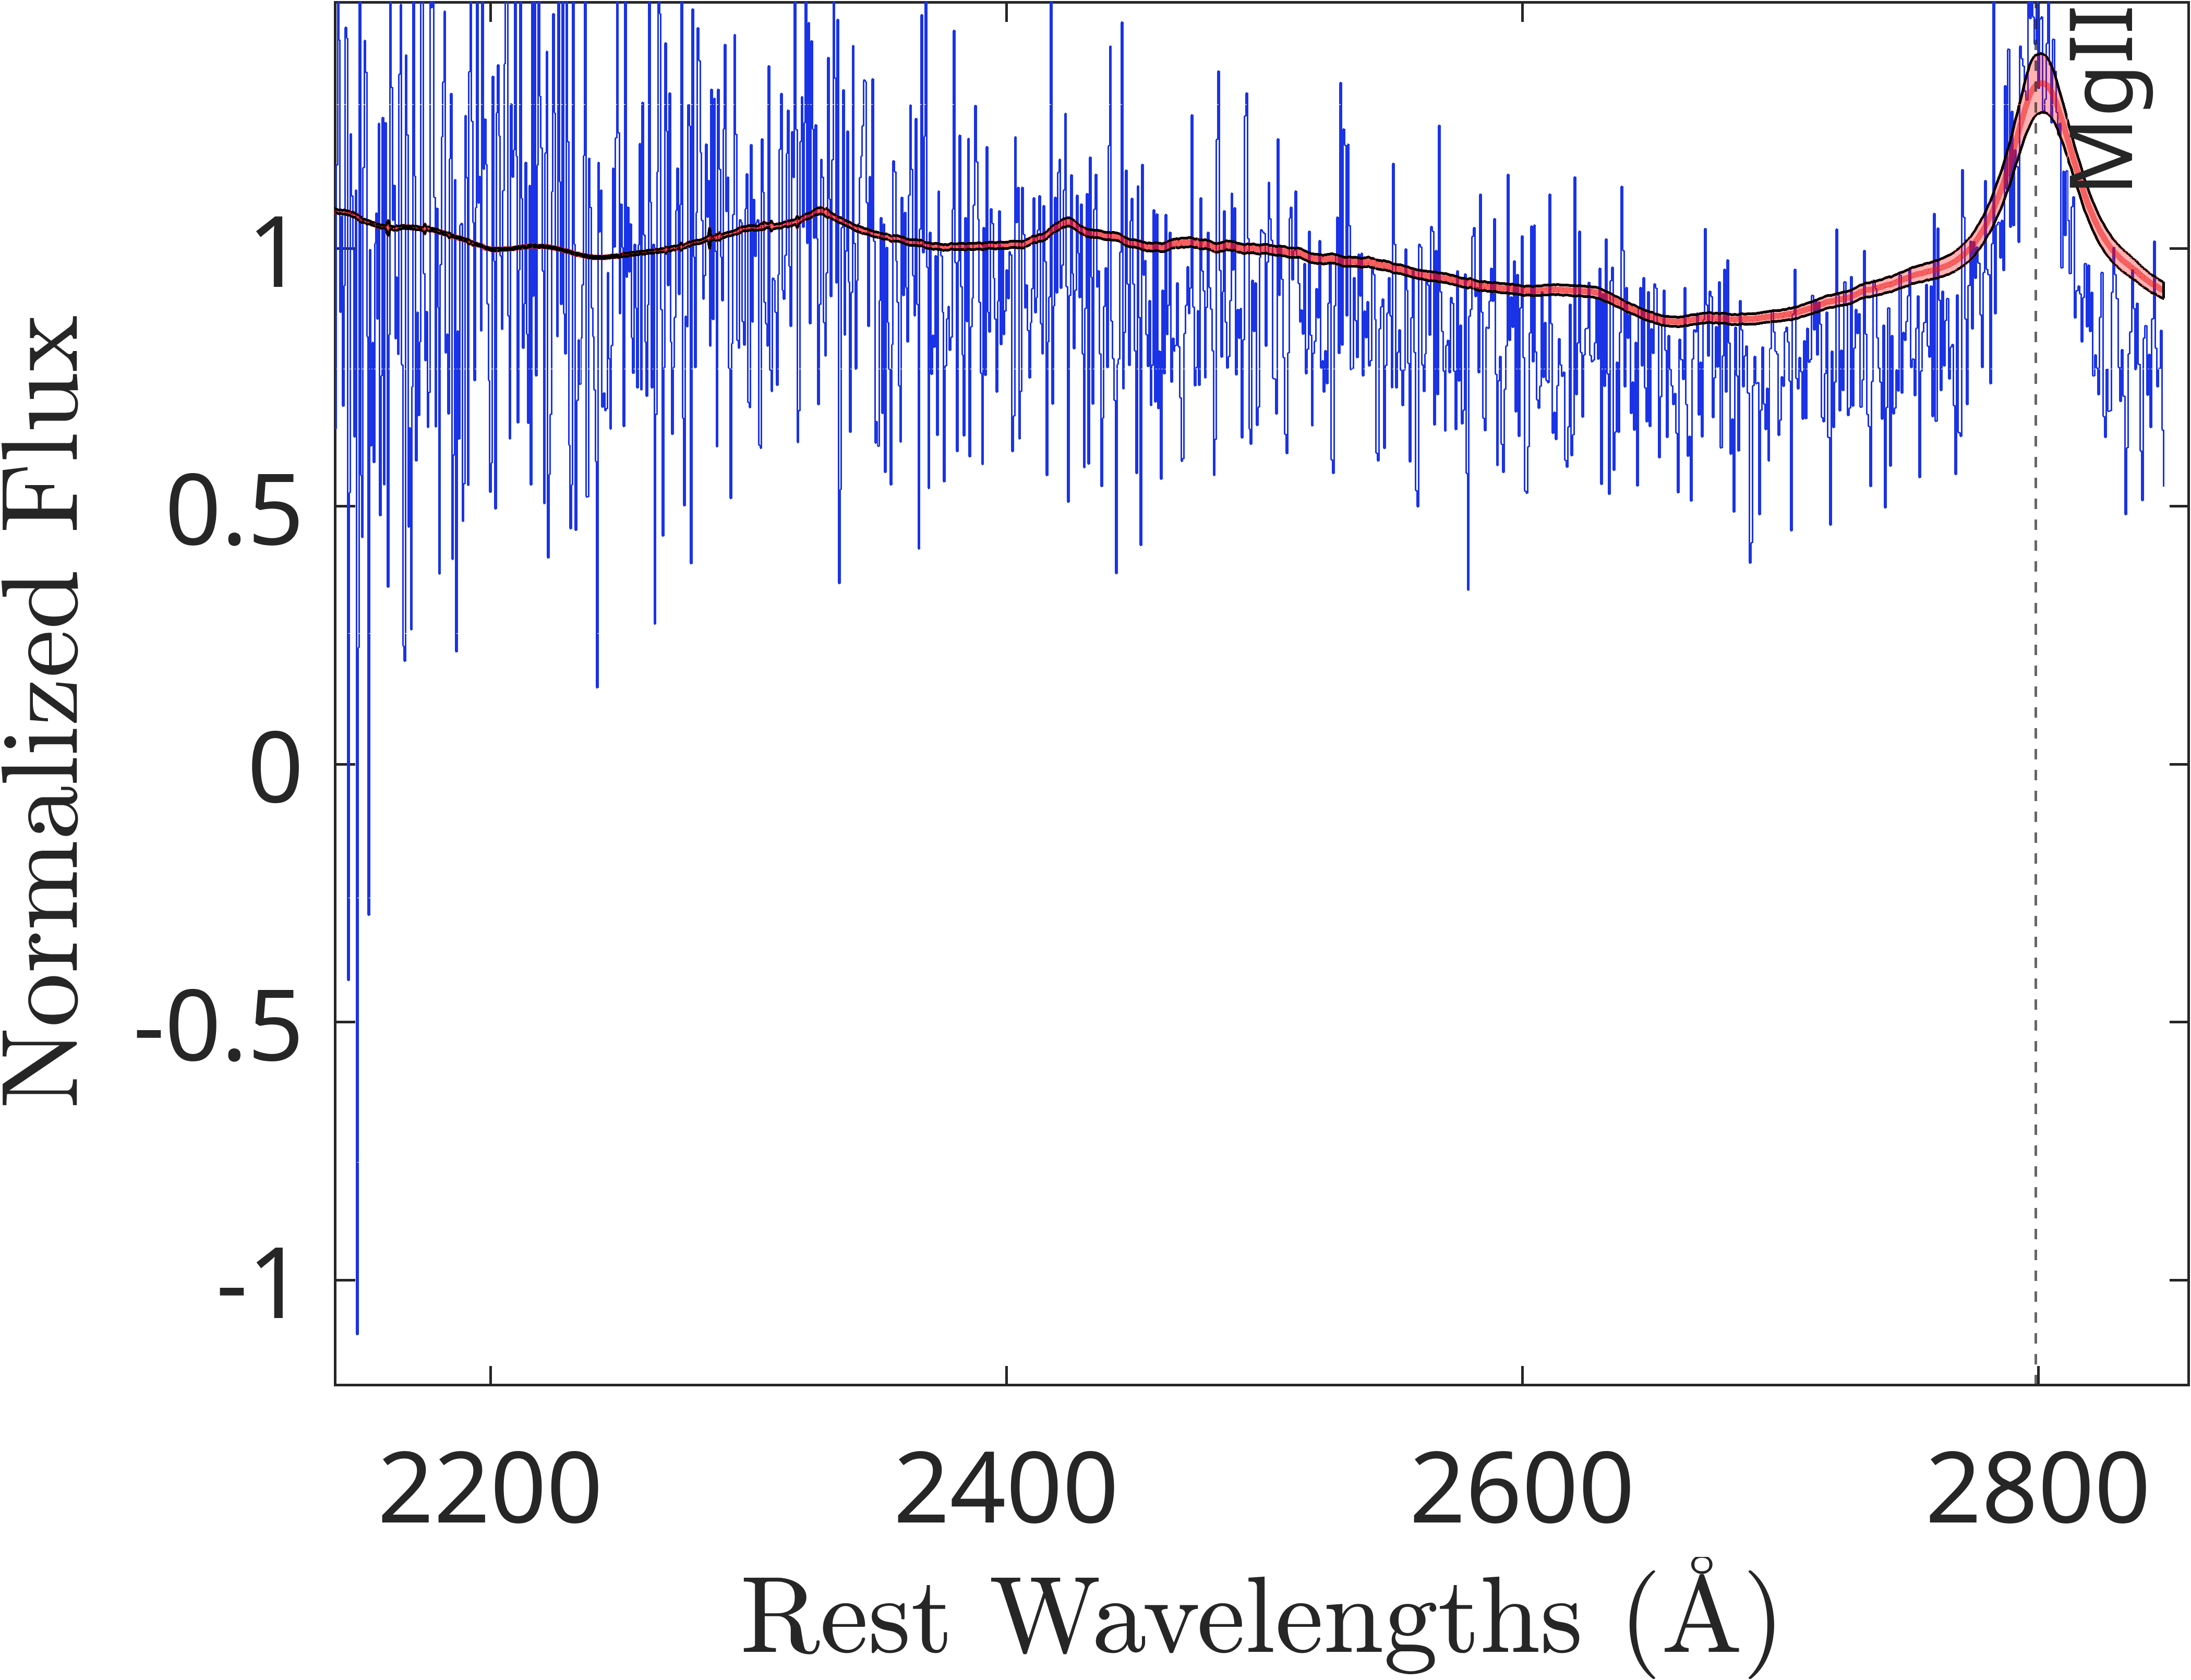 Normalized Flux
1
0.5
0
-0.5
-1
MgII
2200 2400 2600 2800
Rest Wavelengths (Å)